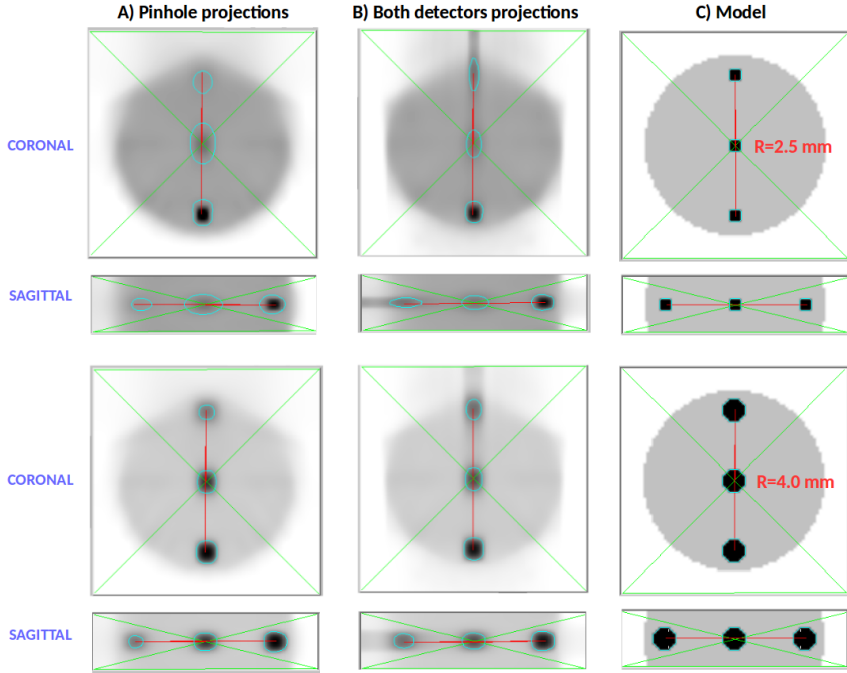 A) Pinhole projections
B) Both detectors projections
C) Model
CORONAL
R=2.5 mm
SAGITTAL
CORONAL
R=4.0 mm
SAGITTAL